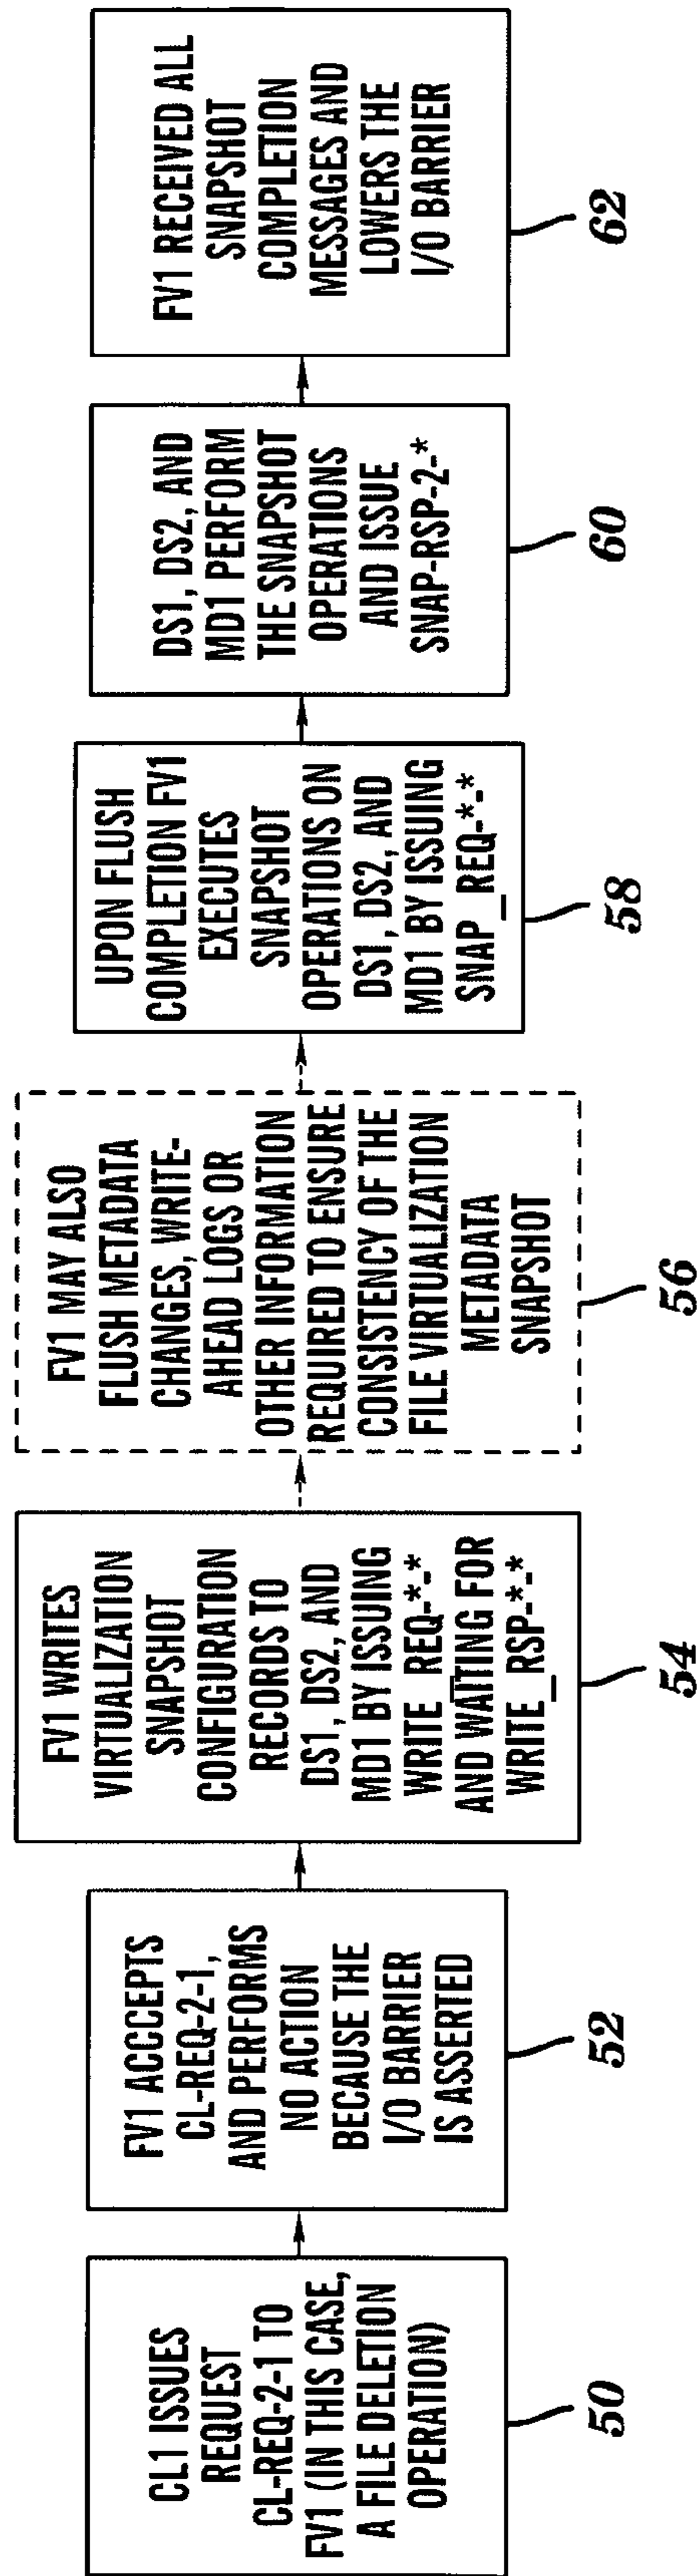 CL1 ISSUES
REQUEST
CL-REQ-2-1 TO
FV1 (IN THIS CASE,
A FILE DELETION
OPERATION)
50
FV1 ACCCEPTS
CL-REQ-2-1,
AND PERFORMS
NO ACTION
BECAUSE THE
I/O BARRIER
IS ASSERTED
52
FV1 WRITES
VIRTUALIZATION
SNAPSHOT
CONFIGURATION
RECORDS TO
DS1, DS2, AND
MD1 BY ISSUING
WRITE_REQ-*-*
AND WAITING FOR
WRITE_RSP-*-*
54
FV1 MAY ALSO
FLUSH METADATA
CHANGES, WRITE-
AHEAD LOGS OR
OTHER INFORMATION
REQUIRED TO ENSURE
CONSISTENCY OF THE
FILE VIRTUALIZATION
METADATA
SNAPSHOT
56
UPON FLUSH
COMPLETION FV1
EXECUTES
SNAPSHOT
OPERATIONS ON
DS1, DS2, AND
MD1 BY ISSUING
SNAP_REQ-*-*
58
DS1, DS2, AND
MD1 PERFORM
THE SNAPSHOT
OPERATIONS
AND ISSUE
SNAP-RSP-2-*
60
FV1 RECEIVED ALL
SNAPSHOT
COMPLETION
MESSAGES AND
LOWERS THE
I/O BARRIER
62